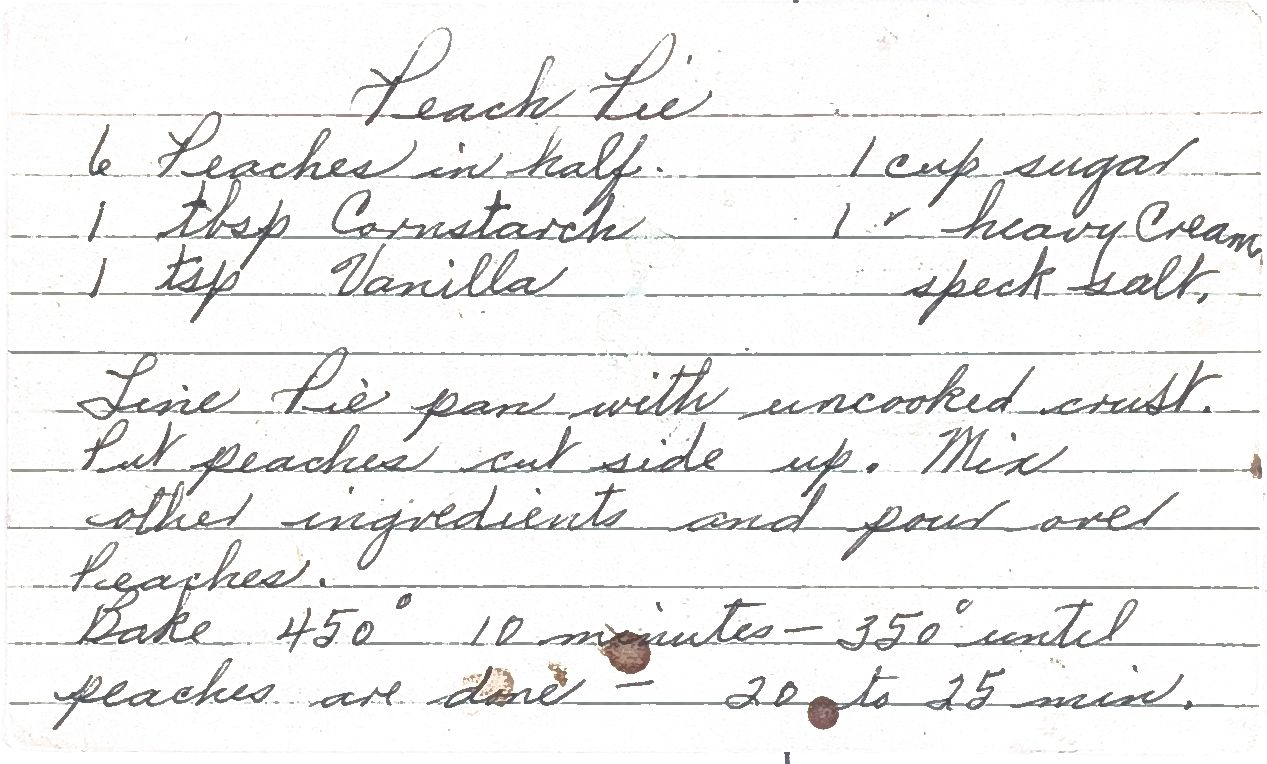 Peach Pie
6 Peaches in half. 1 cup sugar
1 tbsp Cornstarch 1 " heavy Cream
1 tsp Vanilla speck salt.
Line Pie pan with uncooked crust.
Put peaches cut side up. Mix
other ingredients and pour over
Peaches.
Bake 450° 10 minutes — 350° until
peaches are done — 20 to 25 min.